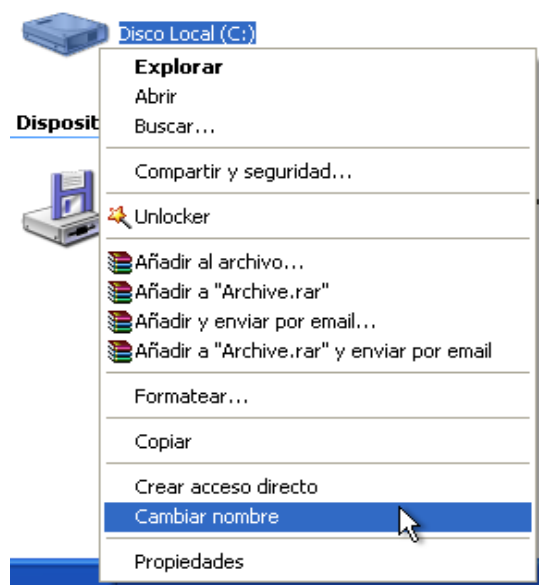 Disco Local (C:)
Explorar
Abrir
Disposit
Buscar...
Compartir y seguridad...
Unlocker
Añadir al archivo...
Añadir a "Archive.rar"
Añadir y enviar por email...
Añadir a "Archive.rar" y enviar por email
Formatear...
Copiar
Crear acceso directo
Cambiar nombre
Propiedades